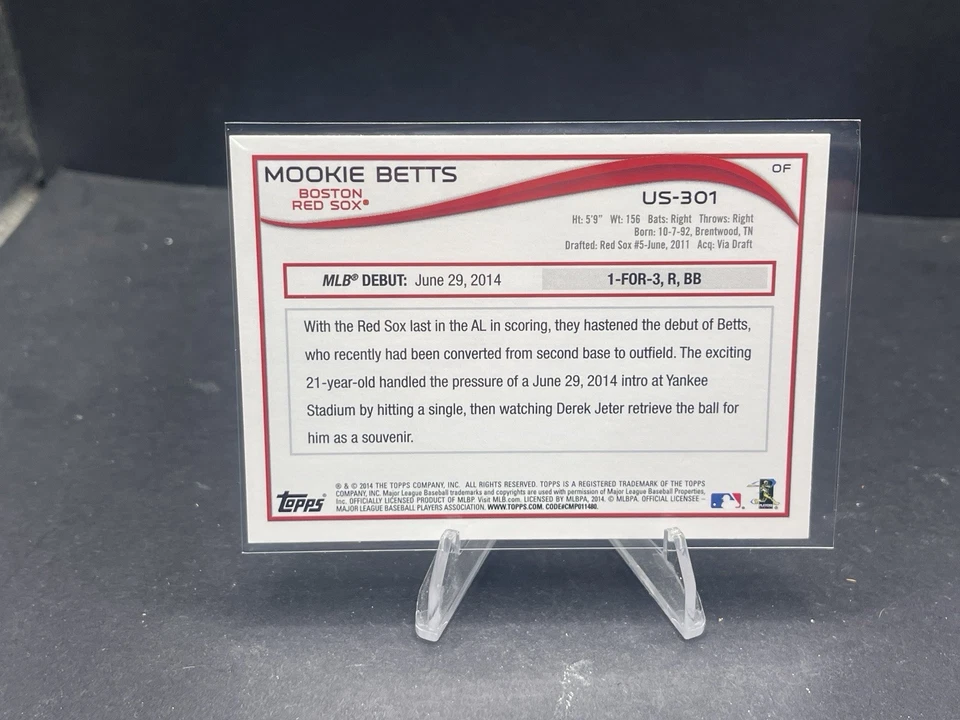 MOOKIE BETTS
BOSTON
RED SOX®
OF
US-301
Ht: 5'9" Wt: 156 Bats: Right Throws: Right
Born: 10-7-92, Brentwood, TN
Drafted: Red Sox #5-June, 2011 Acq: Via Draft
MLB® DEBUT: June 29, 2014 1-FOR-3, R, BB
With the Red Sox last in the AL in scoring, they hastened the debut of Betts,
who recently had been converted from second base to outfield. The exciting
21-year-old handled the pressure of a June 29, 2014 intro at Yankee
Stadium by hitting a single, then watching Derek Jeter retrieve the ball for
him as a souvenir.
Topps®
® & © 2014 THE TOPPS COMPANY, INC. ALL RIGHTS RESERVED. TOPPS IS A REGISTERED TRADEMARK OF THE TOPPS
COMPANY, INC. Major League Baseball trademarks and copyrights are used with permission of Major League Baseball Properties,
Inc. OFFICIALLY LICENSED PRODUCT OF MLBP. Visit MLB.com. LICENSED BY MLBPA, 2014. © MLBPA. OFFICIAL LICENSEE –
MAJOR LEAGUE BASEBALL PLAYERS ASSOCIATION. WWW.TOPPS.COM. CODE#CMP011480.